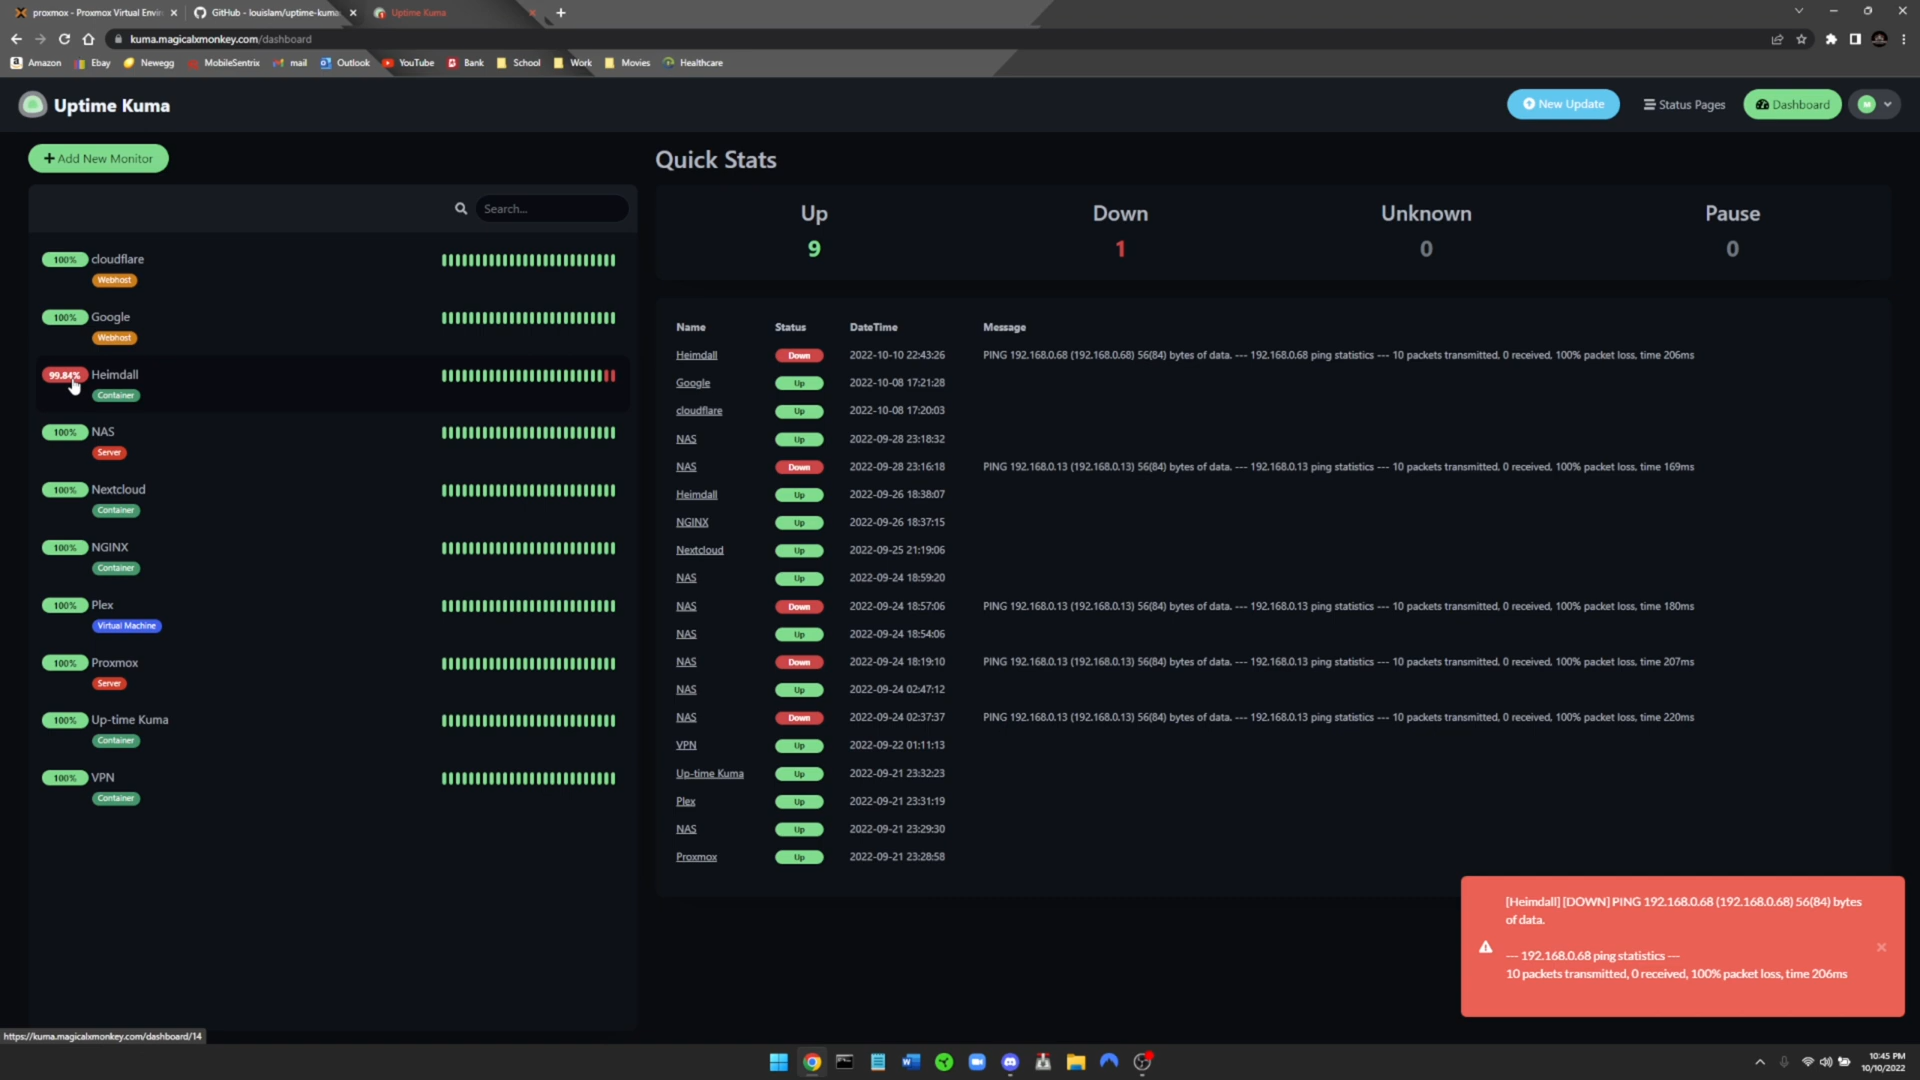 proxmox - Proxmox Virtual Envir
GitHub - louislam/uptime-kuma
Uptime Kuma
kuma.magicalxmonkey.com/dashboard
Amazon
Ebay
Newegg
MobileSentrix
mail
Outlook
YouTube
Bank
School
Work
Movies
Healthcare
Uptime Kuma
New Update
Status Pages
Dashboard
M
+ Add New Monitor
Search...
100% cloudflare
Webhost
100% Google
Webhost
99.84% Heimdall
Container
100% NAS
Server
100% Nextcloud
Container
100% NGINX
Container
100% Plex
Virtual Machine
100% Proxmox
Server
100% Up-time Kuma
Container
100% VPN
Container
Quick Stats
Up Down Unknown Pause
9 1 0 0
Name Status DateTime Message
Heimdall Down 2022-10-10 22:43:26 PING 192.168.0.68 (192.168.0.68) 56(84) bytes of data. --- 192.168.0.68 ping statistics --- 10 packets transmitted, 0 received, 100% packet loss, time 206ms
Google Up 2022-10-08 17:21:28
cloudflare Up 2022-10-08 17:20:03
NAS Up 2022-09-28 23:18:32
NAS Down 2022-09-28 23:16:18 PING 192.168.0.13 (192.168.0.13) 56(84) bytes of data. --- 192.168.0.13 ping statistics --- 10 packets transmitted, 0 received, 100% packet loss, time 169ms
Heimdall Up 2022-09-26 18:38:07
NGINX Up 2022-09-26 18:37:15
Nextcloud Up 2022-09-25 21:19:06
NAS Up 2022-09-24 18:59:20
NAS Down 2022-09-24 18:57:06 PING 192.168.0.13 (192.168.0.13) 56(84) bytes of data. --- 192.168.0.13 ping statistics --- 10 packets transmitted, 0 received, 100% packet loss, time 180ms
NAS Up 2022-09-24 18:54:06
NAS Down 2022-09-24 18:19:10 PING 192.168.0.13 (192.168.0.13) 56(84) bytes of data. --- 192.168.0.13 ping statistics --- 10 packets transmitted, 0 received, 100% packet loss, time 207ms
NAS Up 2022-09-24 02:47:12
NAS Down 2022-09-24 02:37:37 PING 192.168.0.13 (192.168.0.13) 56(84) bytes of data. --- 192.168.0.13 ping statistics --- 10 packets transmitted, 0 received, 100% packet loss, time 220ms
VPN Up 2022-09-22 01:11:13
Up-time Kuma Up 2022-09-21 23:32:23
Plex Up 2022-09-21 23:31:19
NAS Up 2022-09-21 23:29:30
Proxmox Up 2022-09-21 23:28:58
[Heimdall] [DOWN] PING 192.168.0.68 (192.168.0.68) 56(84) bytes
of data.
--- 192.168.0.68 ping statistics ---
10 packets transmitted, 0 received, 100% packet loss, time 206ms
https://kuma.magicalxmonkey.com/dashboard/14
10:45 PM
10/10/2022